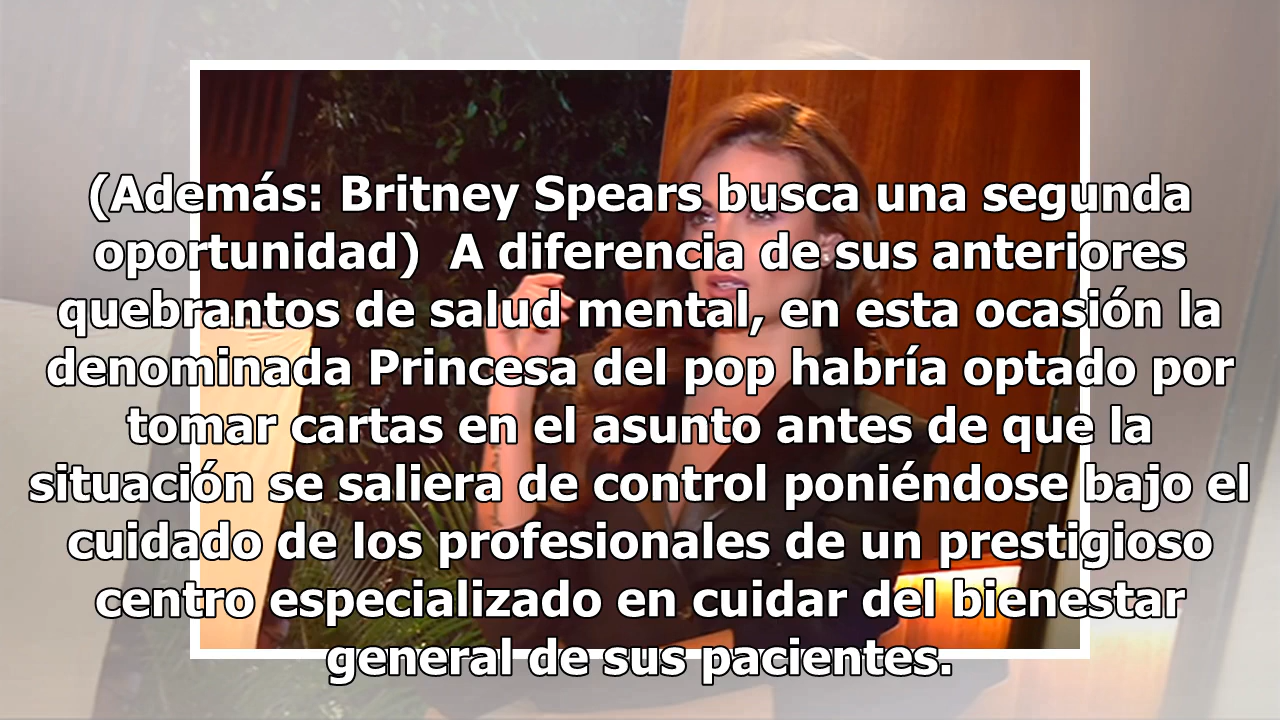 (Además: Britney Spears busca una segunda
oportunidad)  A diferencia de sus anteriores
quebrantos de salud mental, en esta ocasión la
denominada Princesa del pop habría optado por
tomar cartas en el asunto antes de que la
situación se saliera de control poniéndose bajo el
cuidado de los profesionales de un prestigioso
centro especializado en cuidar del bienestar
general de sus pacientes.